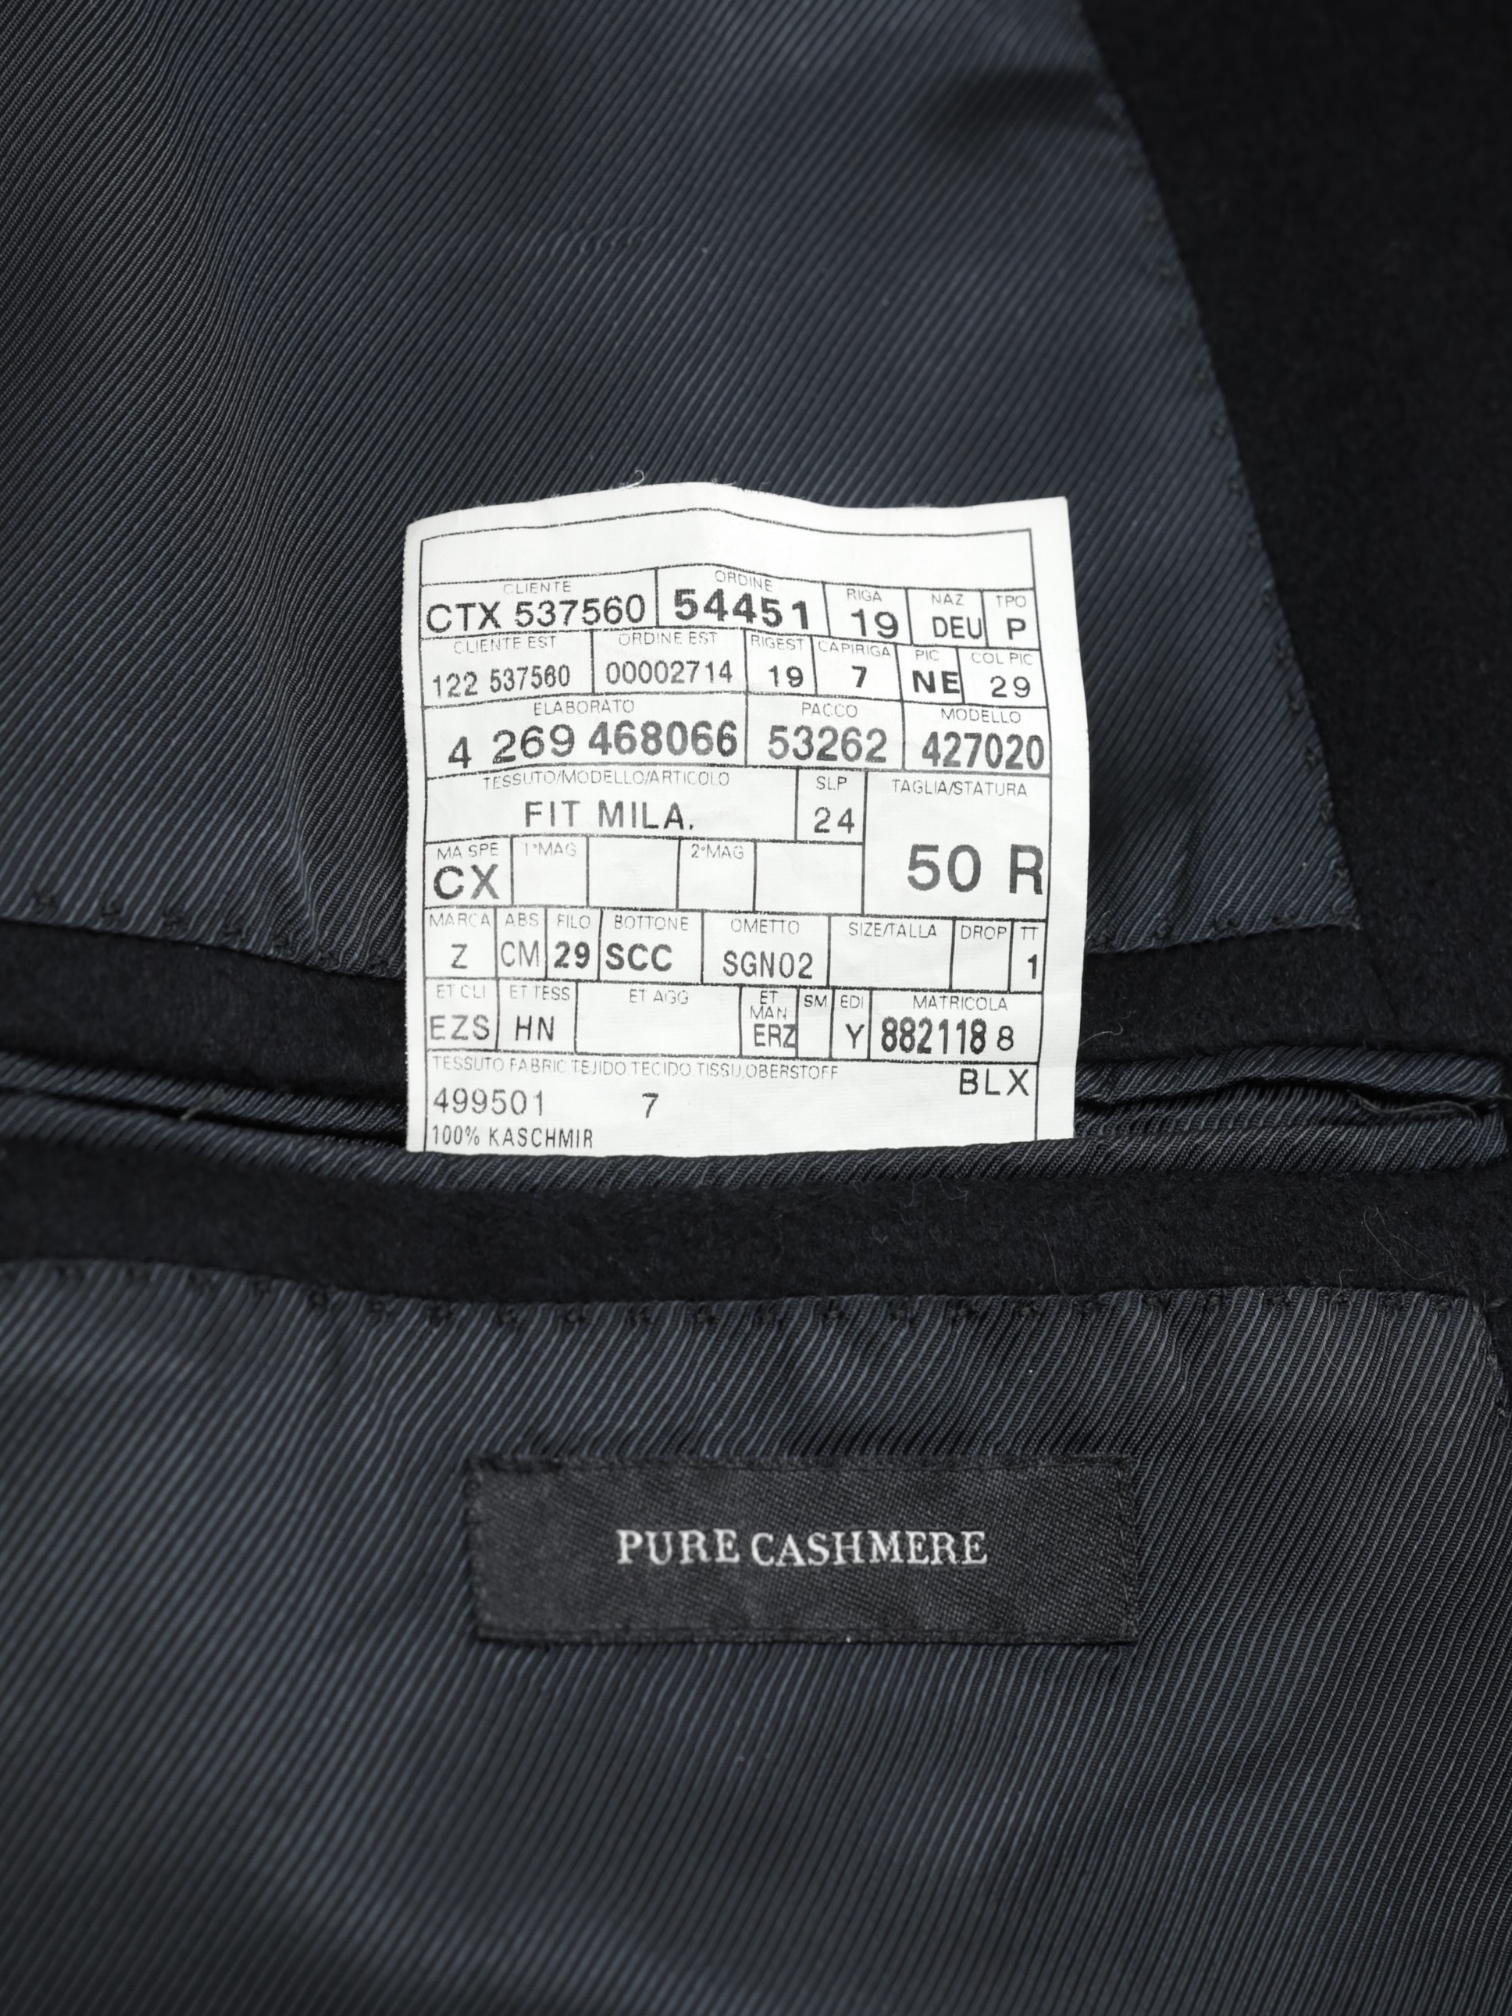 CLIENTE ORDINE RIGA NAZ TPO
CTX 537560 54451 19 DEU P
CLIENTE EST ORDINE EST RIGEST CAPIRIGA PIC COL PIC
122 537560 00002714 19 7 NE 29
ELABORATO PACCO MODELLO
4 269 468066 53262 427020
TESSUTO/MODELLO/ARTICOLO SLP TAGLIA/STATURA
FIT MILA. 24
50 R
MA SPE 1°MAG 2°MAG
CX
MARCA ABS FILO BOTTONE OMETTO SIZE/TALLA DROP TT
Z CM 29 SCC SGN02 1
ET CLI ET TESS ET AGG ET MAN SM EDI MATRICOLA
EZS HN ERZ Y 882118 8
TESSUTO FABRIC TEJIDO TECIDO TISSU OBERSTOFF BLX
499501 7
100% KASCHMIR
PURE CASHMERE